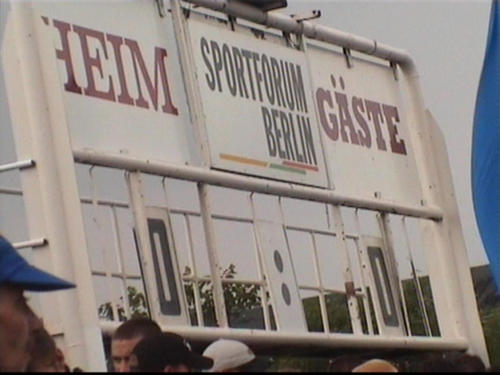 HEIM
SPORTFORUM
BERLIN
GÄSTE
0 : 0